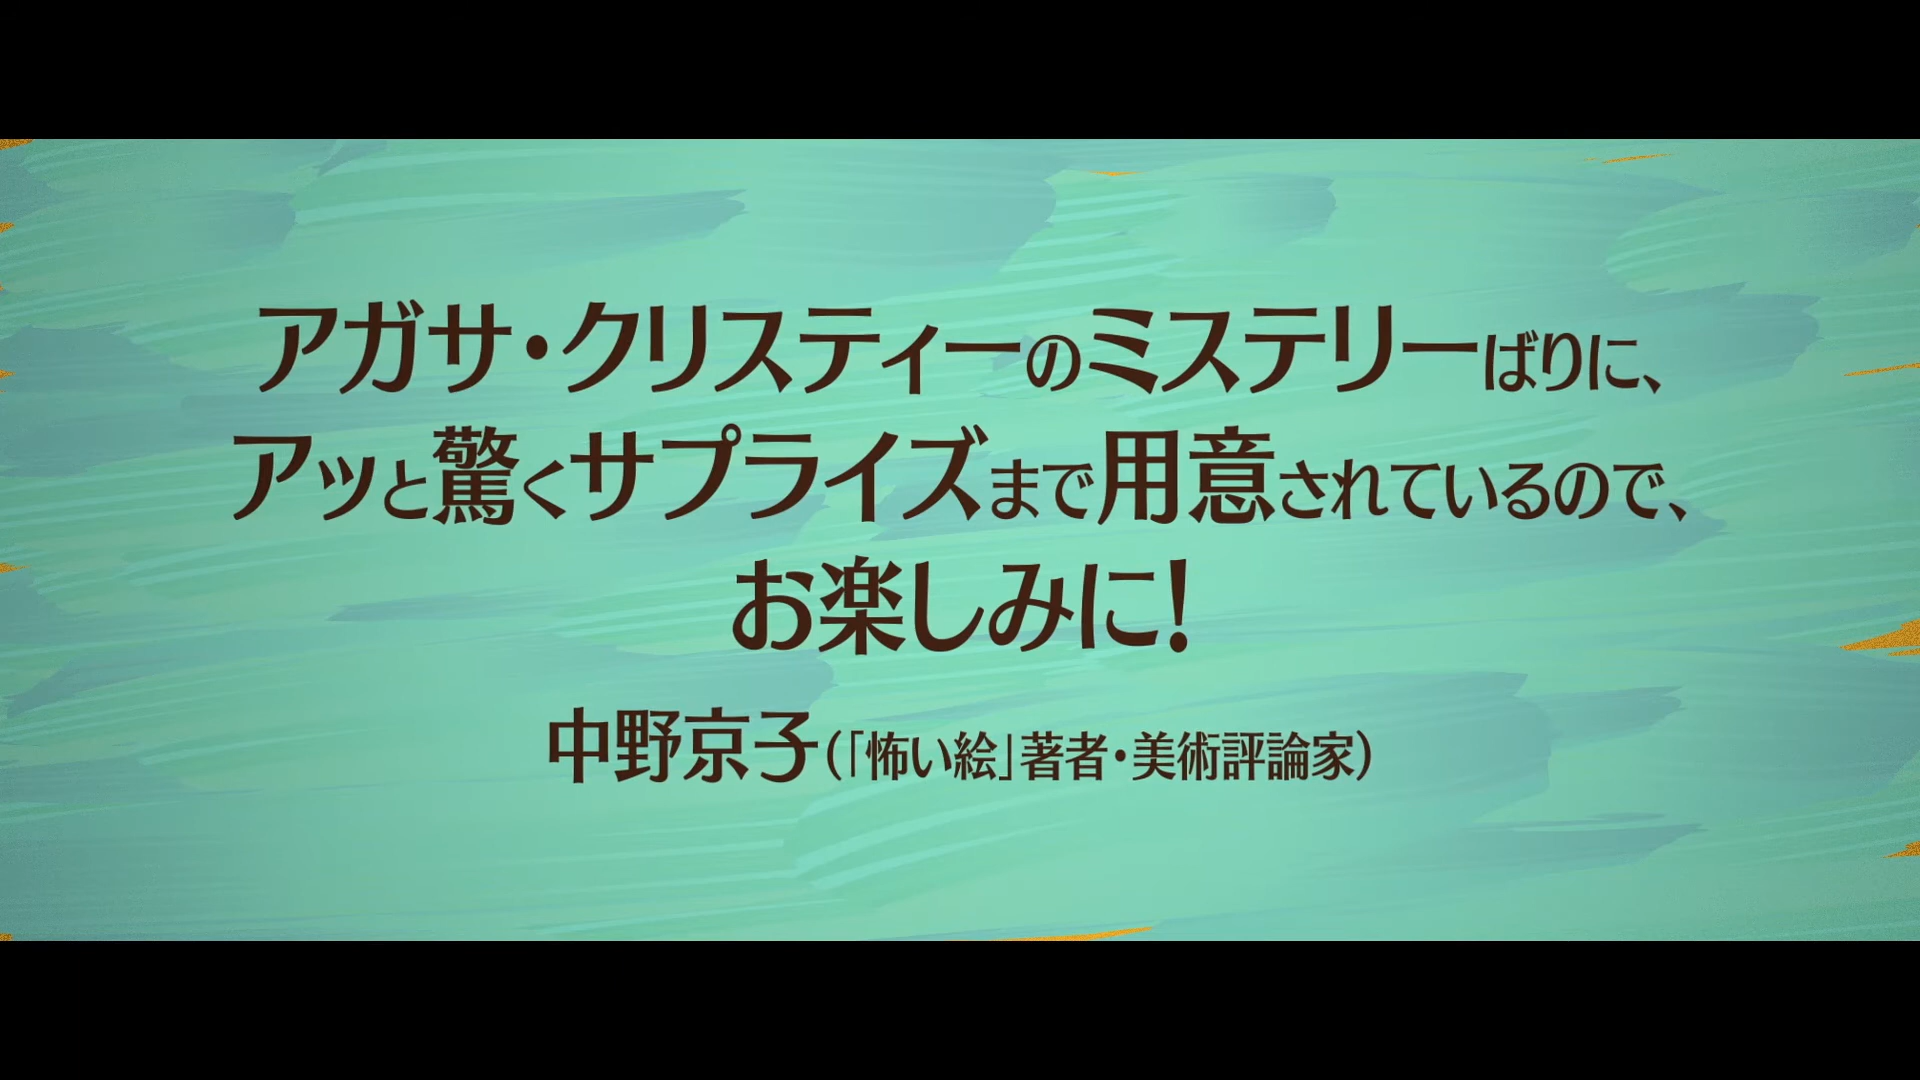 アガサ・クリスティーのミステリーばりに、
アッと驚くサプライズまで用意されているので、
お楽しみに!
中野京子(「怖い絵」著者・美術評論家)